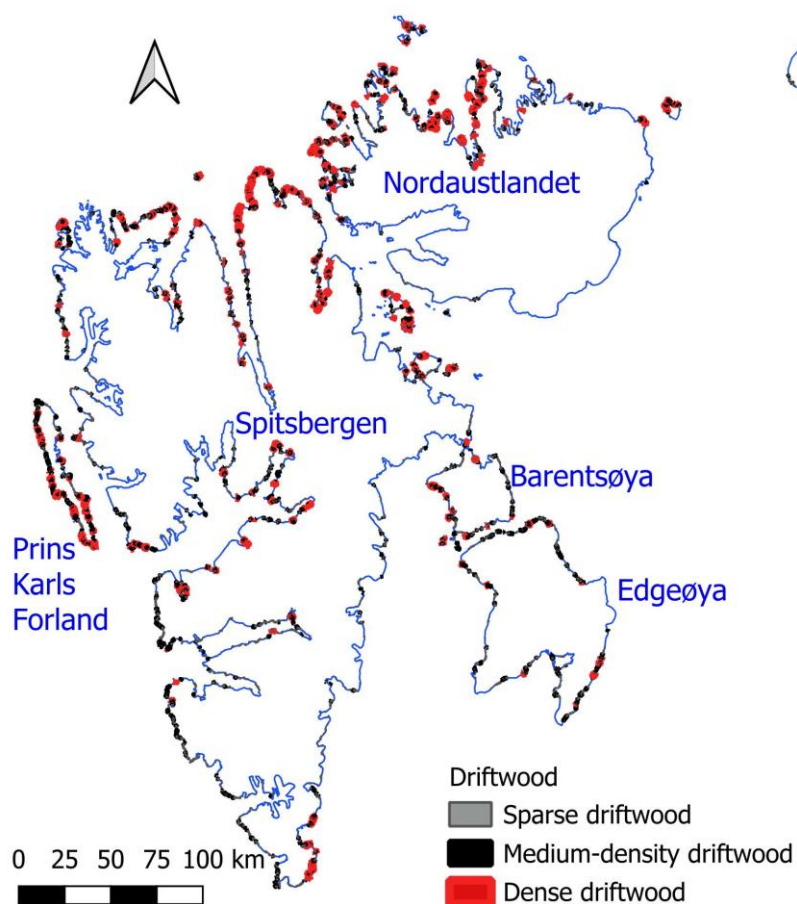 Nordaustlandet
Spitsbergen
Barentsøya
Prins
Karls
Forland
Edgeøya
Driftwood
Sparse driftwood
Medium-density driftwood
Dense driftwood
0 25 50 75 100 km